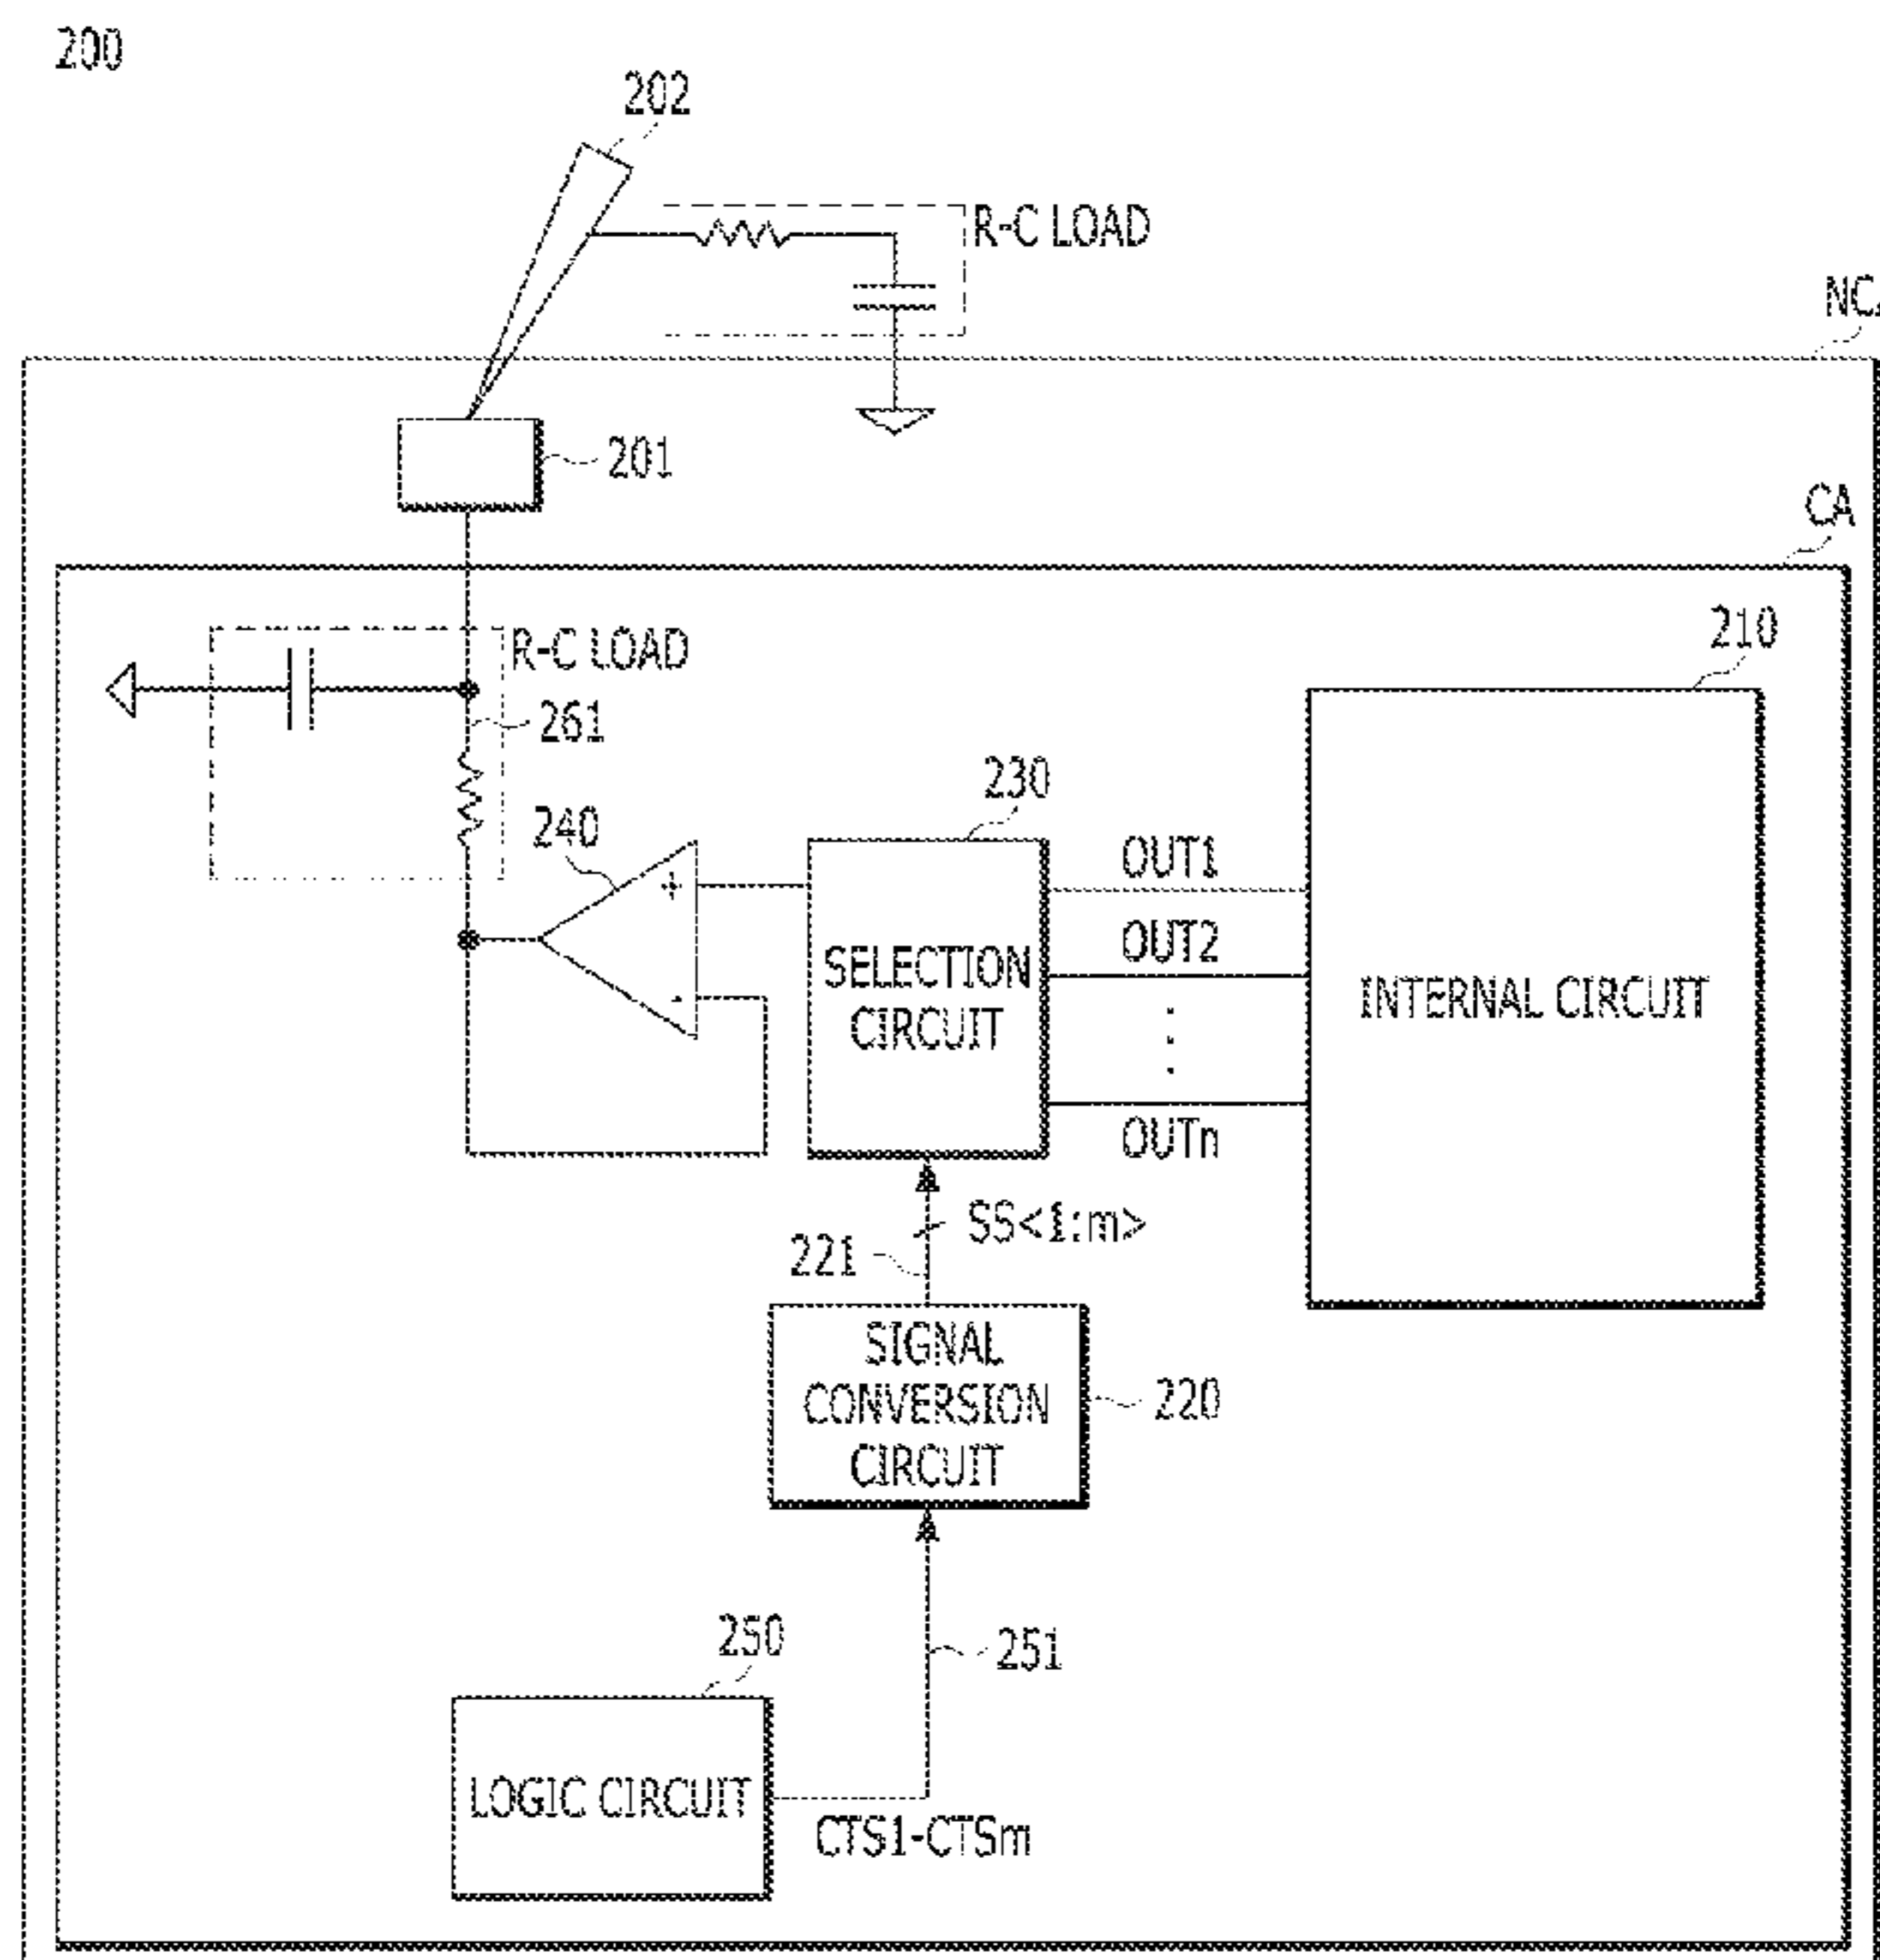 200
202
R-C LOAD
201
CA
R-C LOAD
261
210
230
240
OUT1
OUT2
OUTn
SELECTION
CIRCUIT
INTERNAL CIRCUIT
SS<1:m>
221
SIGNAL
CONVERSION
CIRCUIT
220
250
251
LOGIC CIRCUIT
CTS1-CTSm